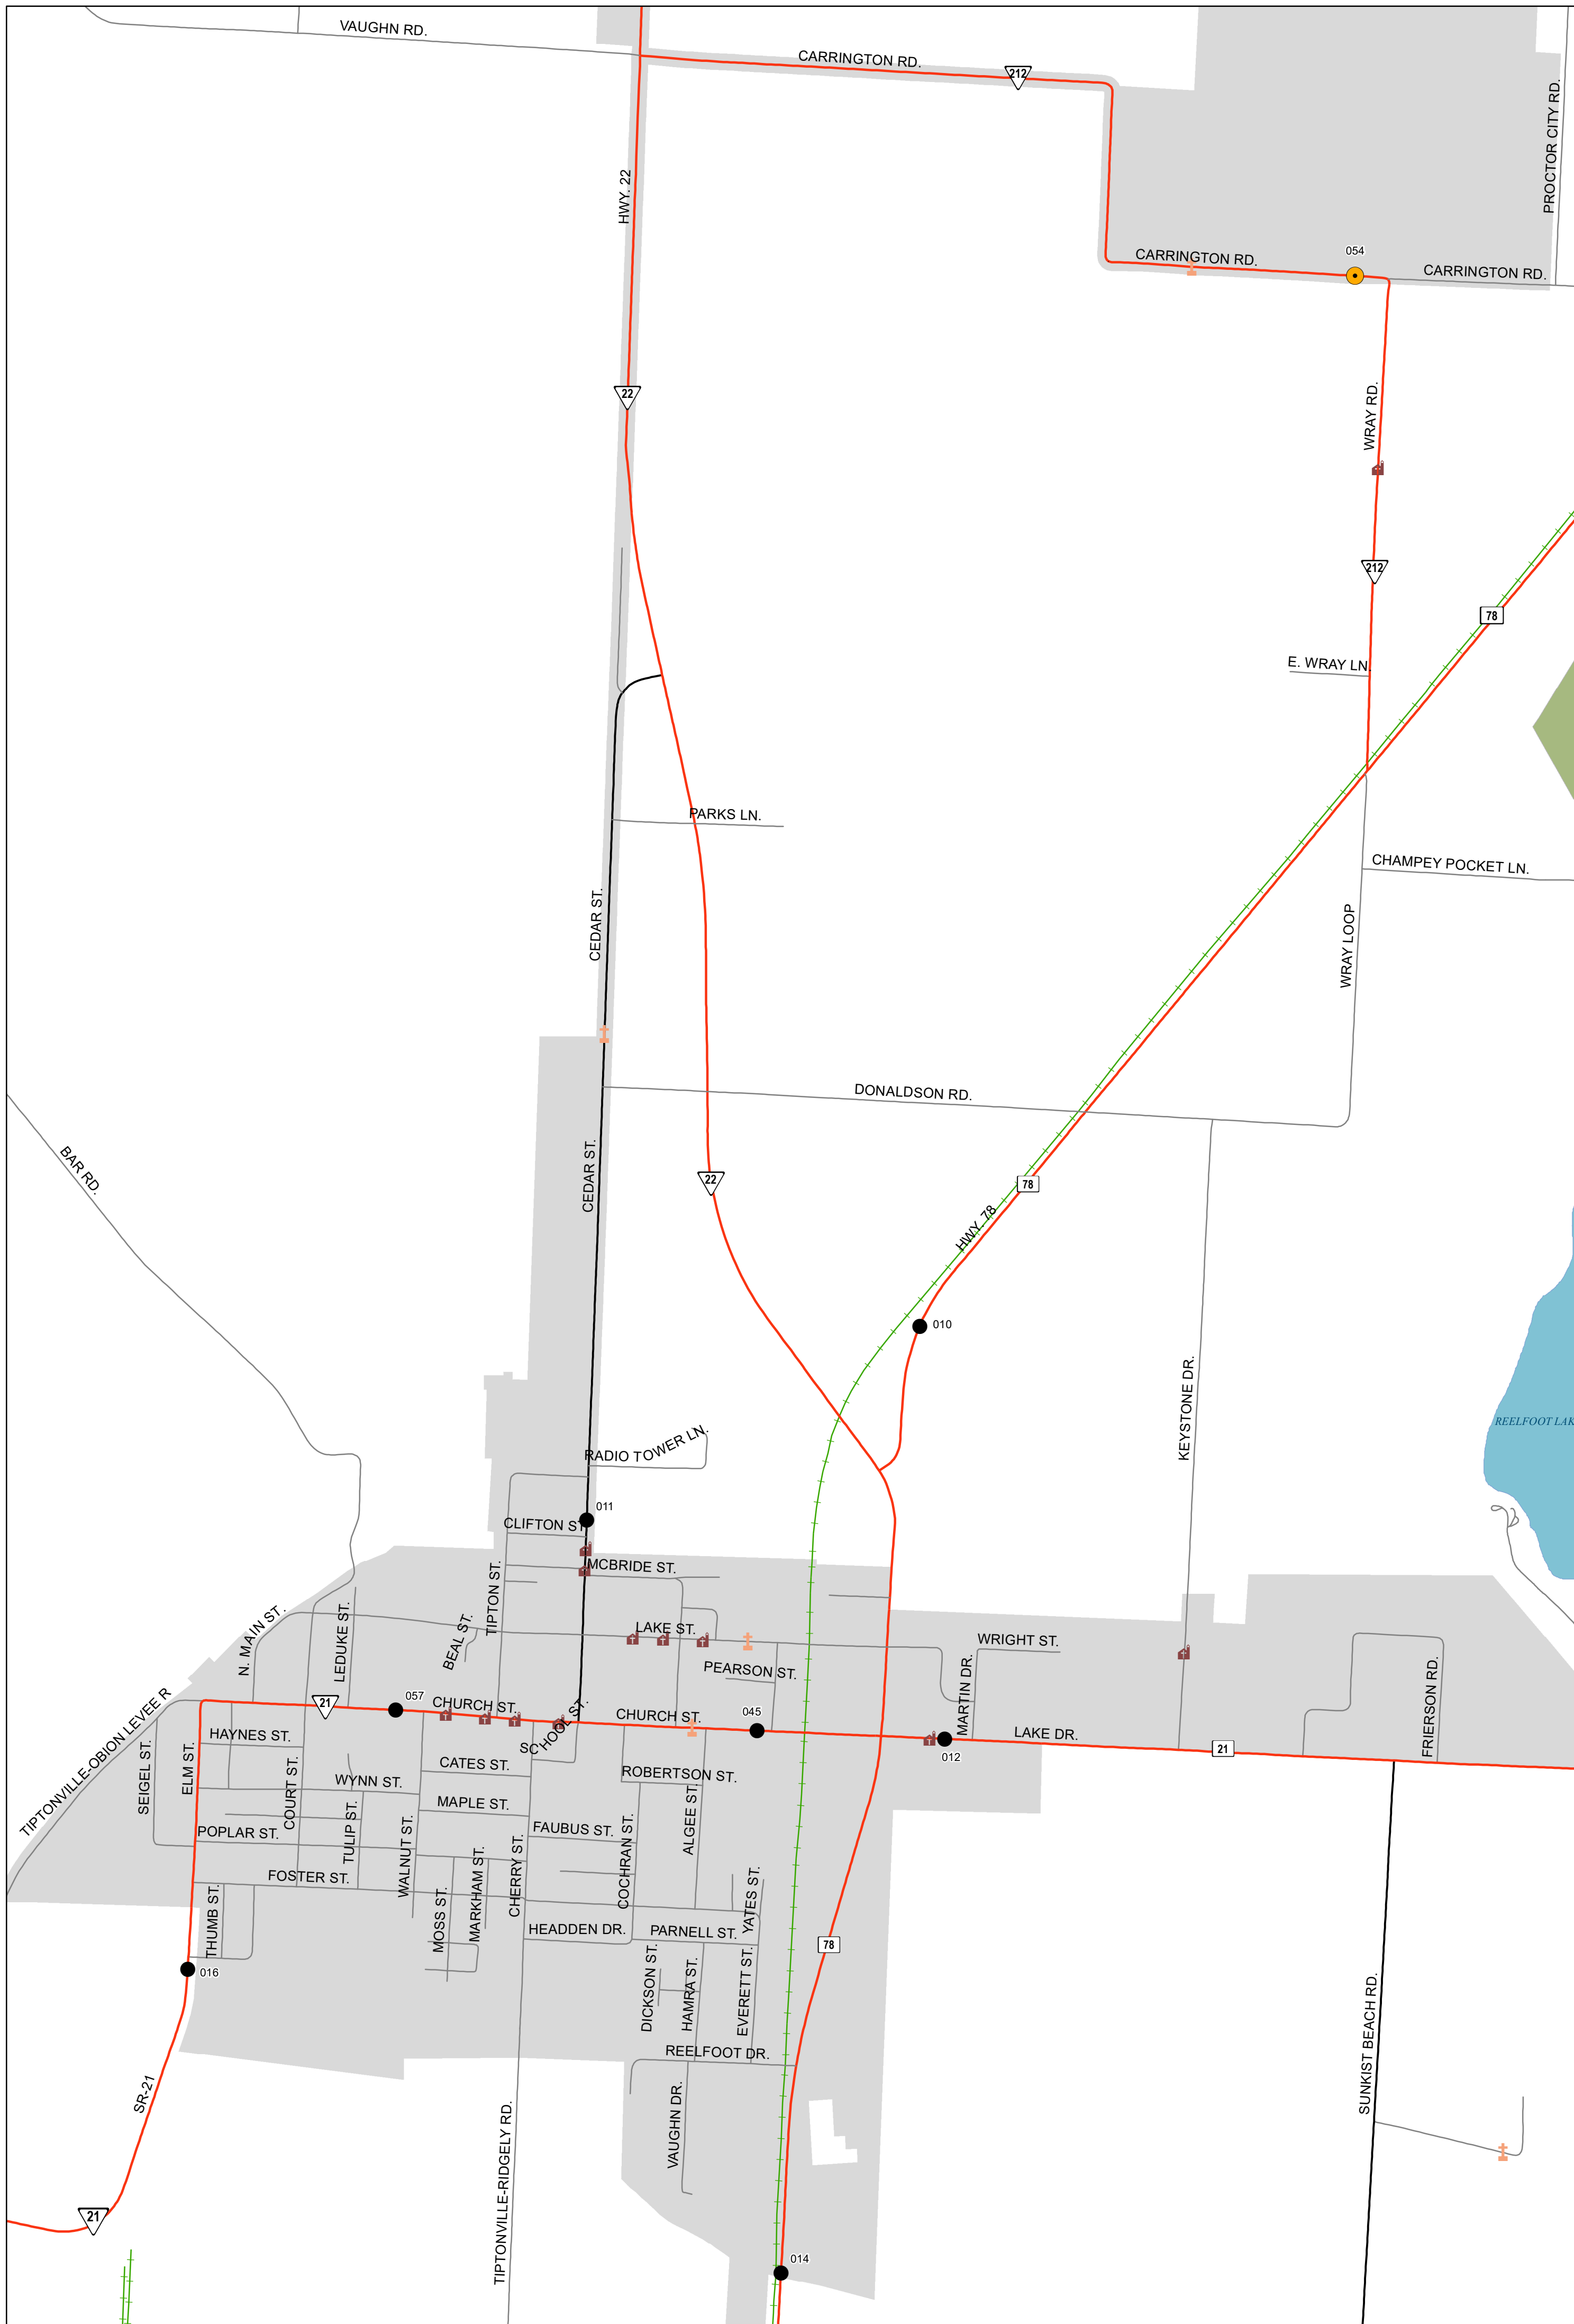 VAUGHN RD.
CARRINGTON RD.
212
PROCTOR CITY RD.
HWY. 22
CARRINGTON RD.
054
CARRINGTON RD.
22
WRAY RD.
212
78
E. WRAY LN.
PARKS LN.
CHAMPEY POCKET LN.
CEDAR ST.
WRAY LOOP
DONALDSON RD.
BAR RD.
CEDAR ST.
22
78
HWY. 78
010
KEYSTONE DR.
REELFOOT LAK
RADIO TOWER LN.
011
CLIFTON ST.
MCBRIDE ST.
TIPTON ST.
N. MAIN ST.
LEDUKE ST.
BEAL ST.
LAKE ST.
WRIGHT ST.
PEARSON ST.
MARTIN DR.
FRIERSON RD.
TIPTONVILLE-OBION LEVEE R
21
057
CHURCH ST.
SCHOOL ST.
CHURCH ST.
045
012
LAKE DR.
21
HAYNES ST.
SEIGEL ST.
ELM ST.
COURT ST.
CATES ST.
ROBERTSON ST.
WYNN ST.
MAPLE ST.
TULIP ST.
WALNUT ST.
POPLAR ST.
FAUBUS ST.
COCHRAN ST.
ALGEE ST.
CHERRY ST.
FOSTER ST.
MARKHAM ST.
MOSS ST.
THUMB ST.
YATES ST.
HEADDEN DR.
PARNELL ST.
78
016
DICKSON ST.
HAMRA ST.
EVERETT ST.
REELFOOT DR.
SR-21
VAUGHN DR.
SUNKIST BEACH RD.
TIPTONVILLE-RIDGELY RD.
21
014